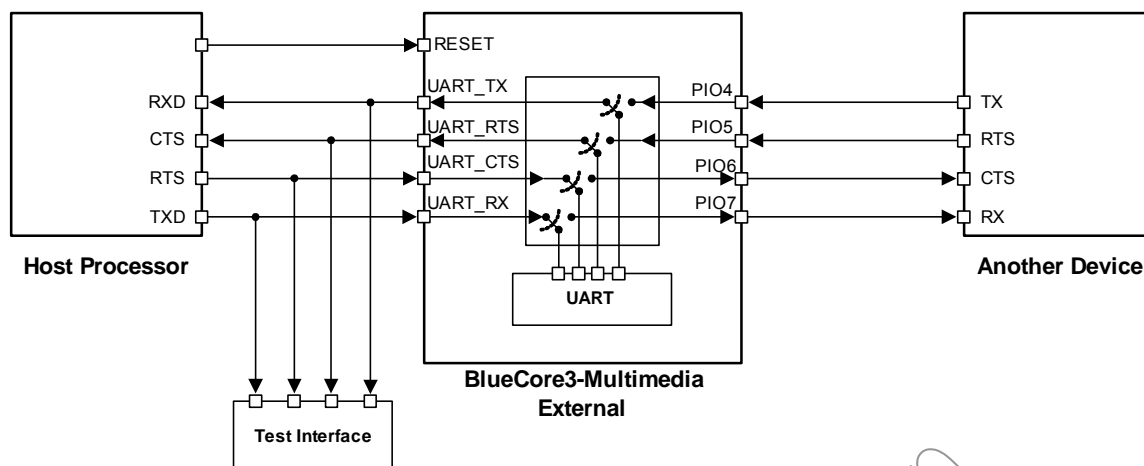 RESET
UART_TX
PIO4
RXD
TX
UART_RTS
PIO5
CTS
RTS
UART_CTS
PIO6
RTS
CTS
UART_RX
PIO7
TXD
RX
Host Processor
Another Device
UART
BlueCore3-Multimedia
External
Test Interface